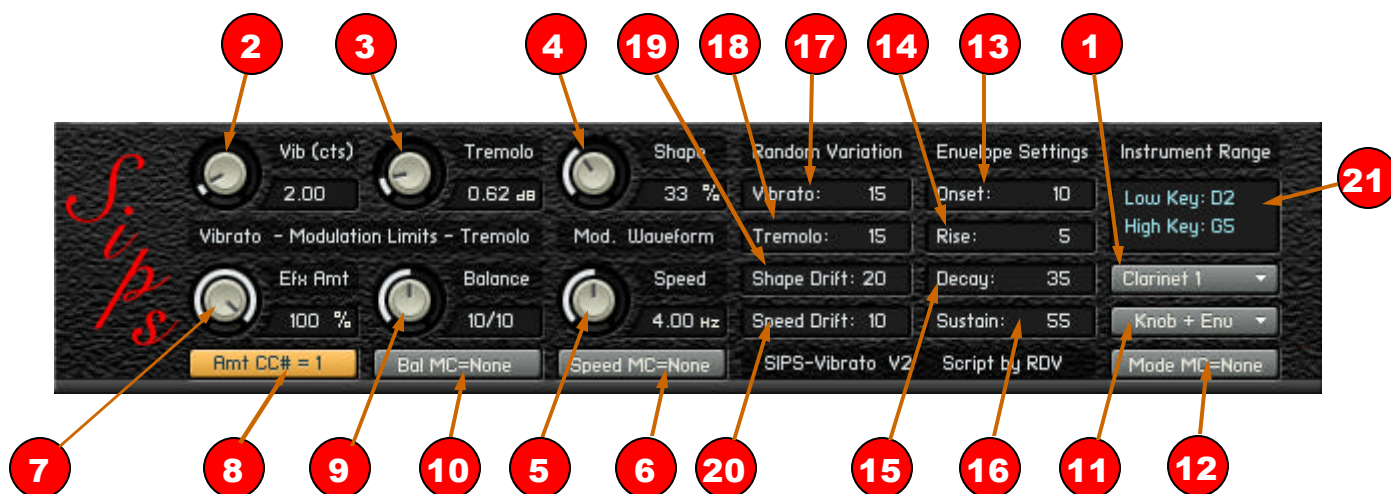 2 3 4 19 18 17 14 13 1
Sips
Vib (cts) Tremolo Shape Random Variation Envelope Settings Instrument Range
2.00 0.62 dB 33 % Vibrato: 15 Onset: 10 Low Key: D2
21
Vibrato - Modulation Limits - Tremolo Mod. Waveform Tremolo: 15 Rise: 5 High Key: G5
Efx Amt Balance Speed Shape Drift: 20 Decay: 35 Clarinet 1
100 % 10/10 4.00 Hz Speed Drift: 10 Sustain: 55 Knob + Env
Amt CC# = 1 Bal MC=None Speed MC=None SIPS-Vibrato V2 Script by RDV Mode MC=None
7 8 9 10 5 6 20 15 16 11 12